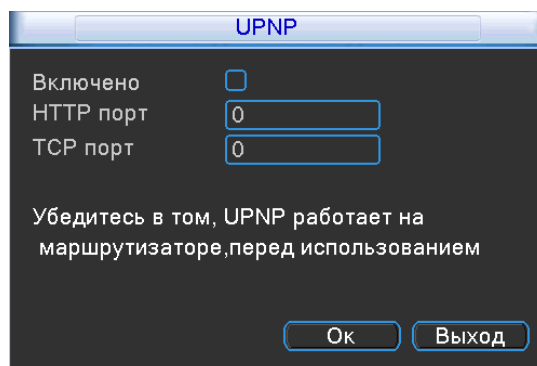 UPNP
Включено
HTTP порт 0
TCP порт 0
Убедитесь в том, UPNP работает на
маршрутизаторе,перед использованием
Ок Выход